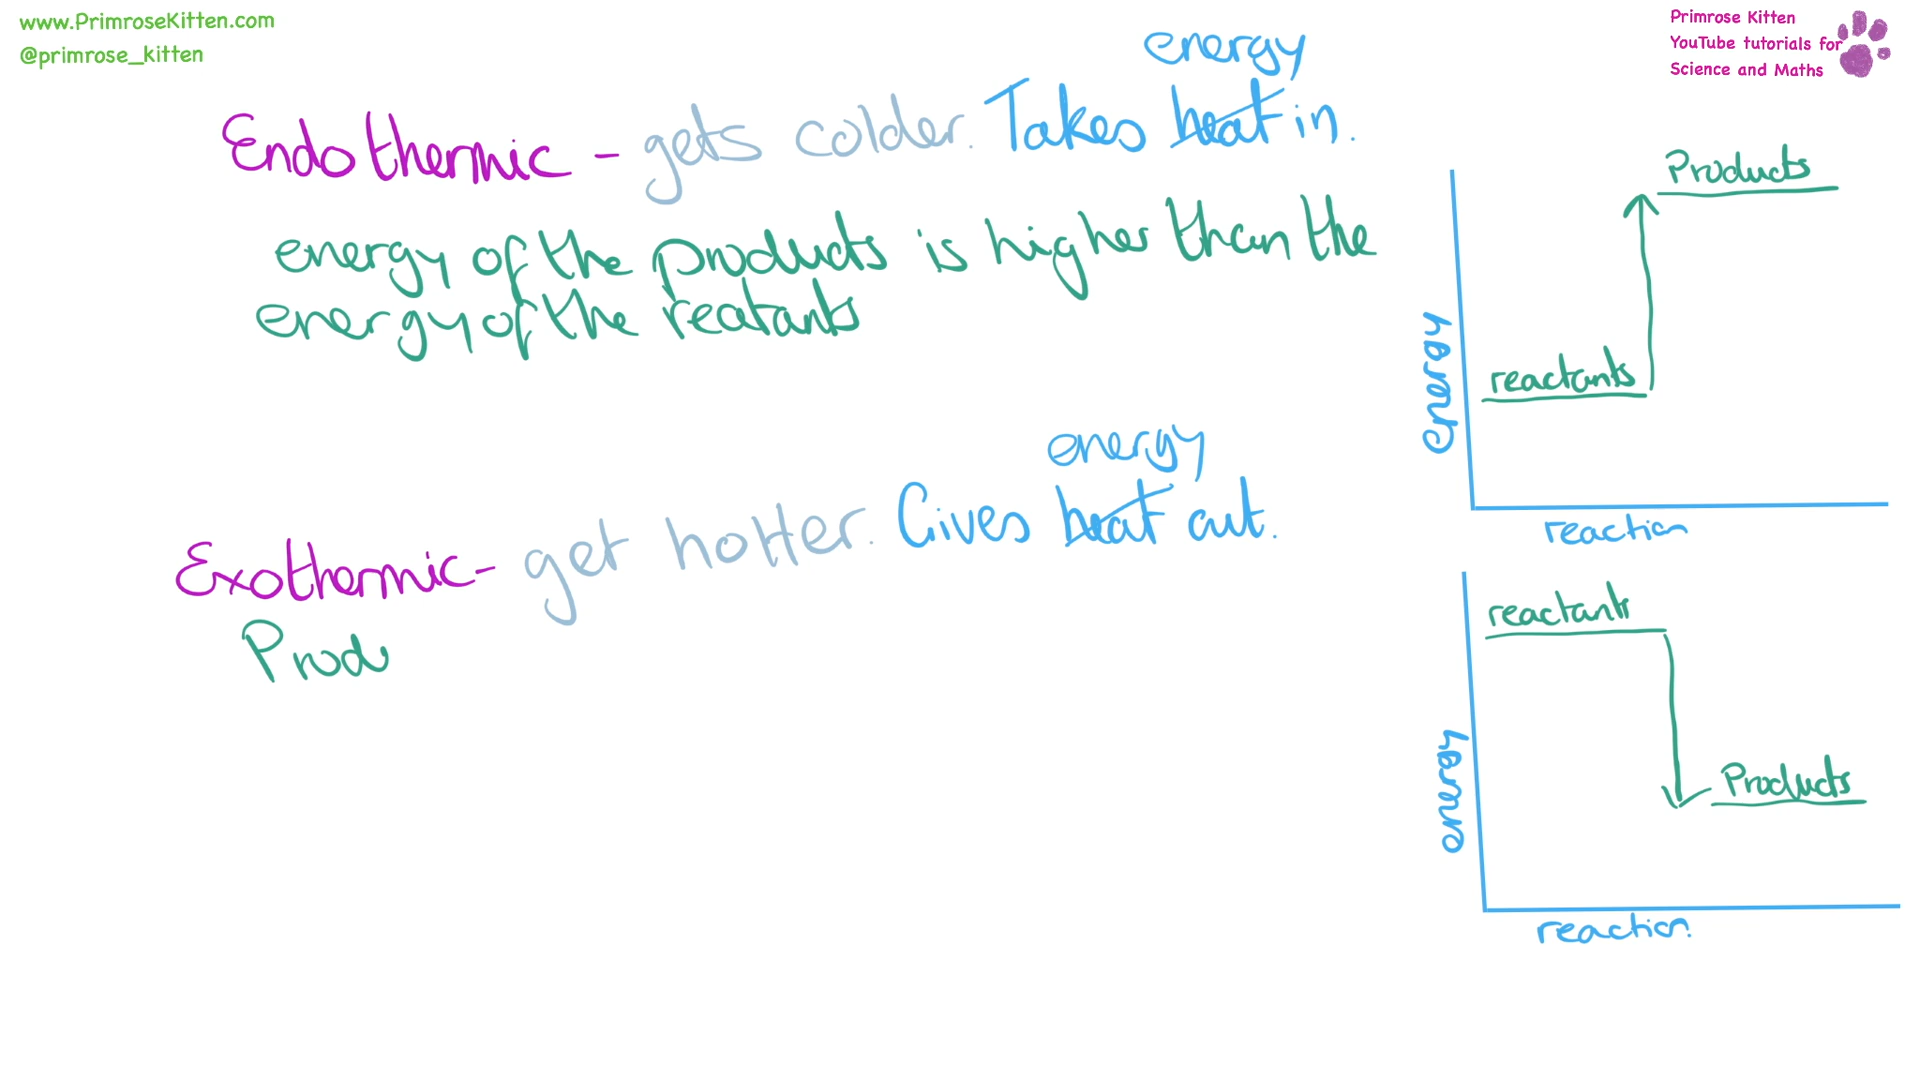 www.PrimroseKitten.com
@primrose_kitten
Primrose Kitten
YouTube tutorials for
Science and Maths
energy
Endothermic - gets colder. Takes heat in.
energy of the products is higher than the
energy of the reatants
Products
reactants
energy
reaction
energy
Exothermic- get hotter. Gives heat out.
Produ
reactants
Products
energy
reaction.